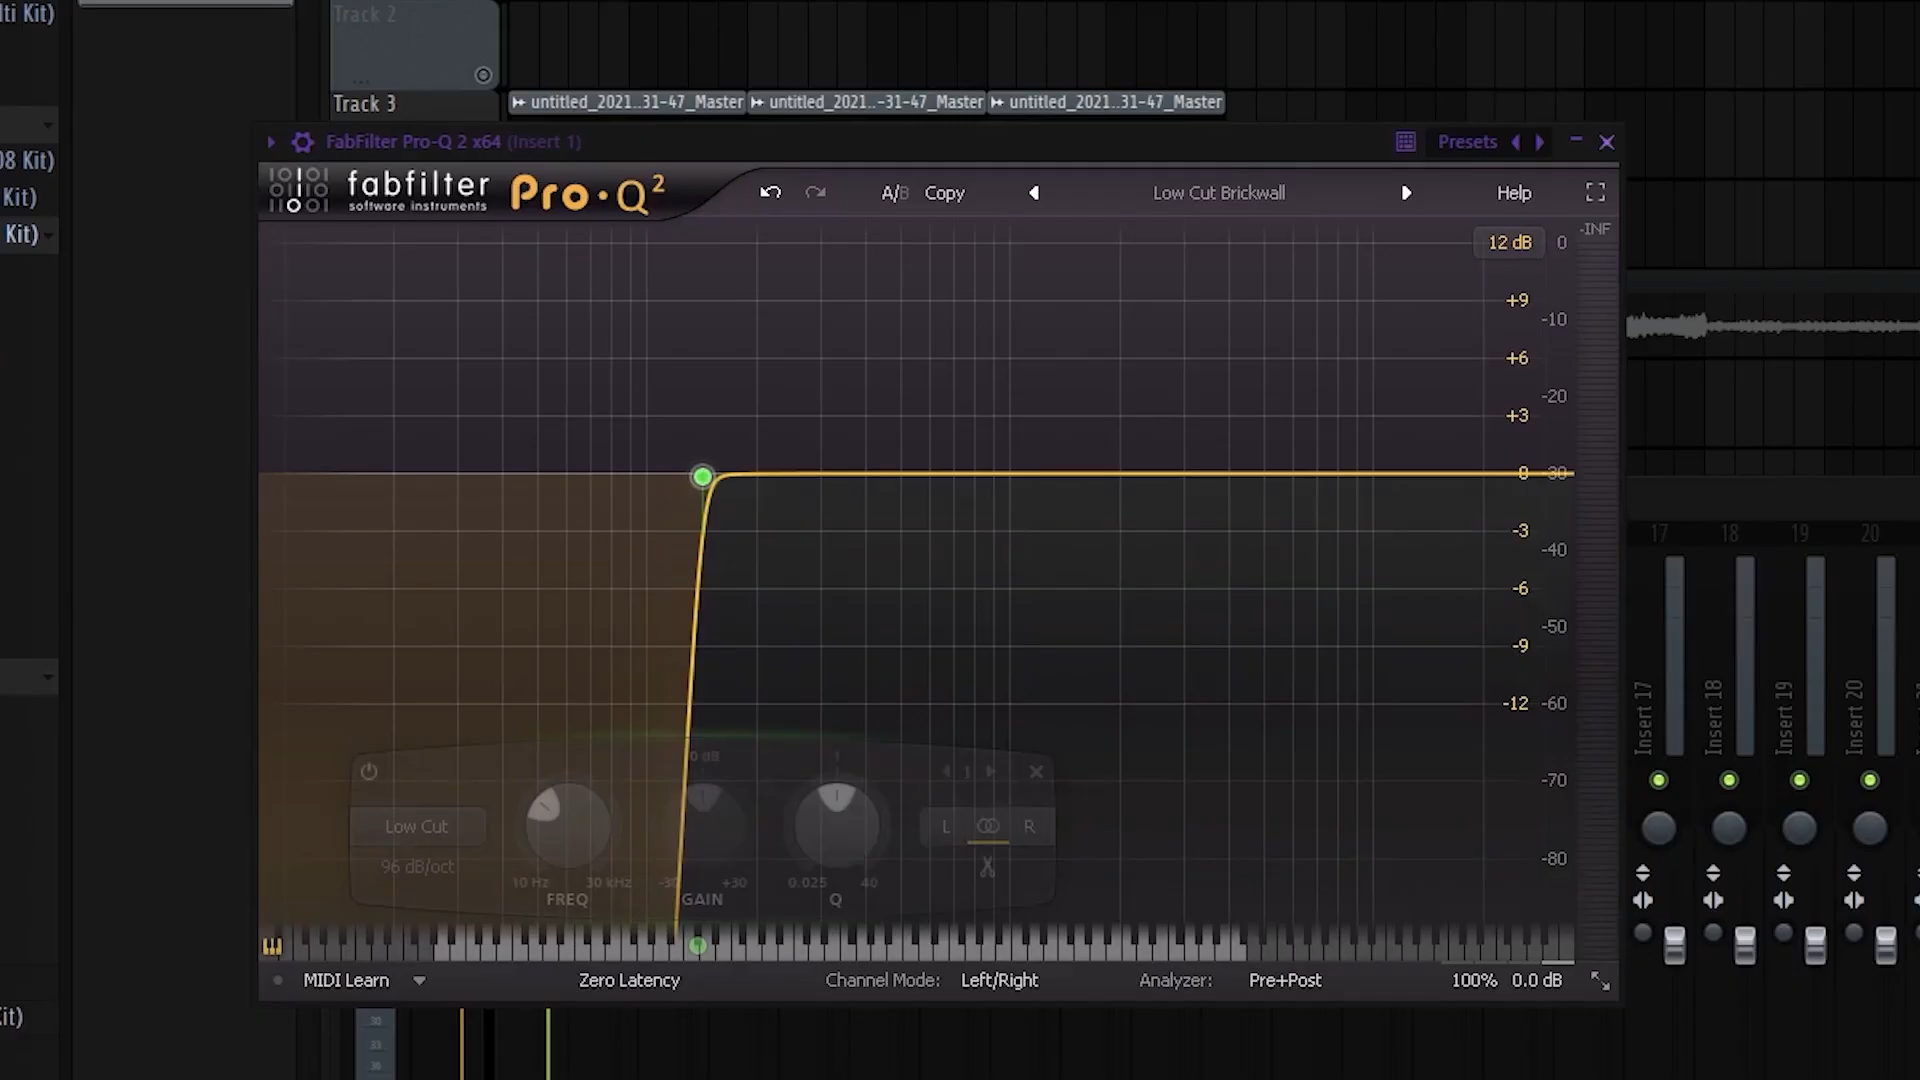 lti Kit)
Track 2
Track 3
untitled_2021..31-47_Master
untitled_2021..-31-47_Master
untitled_2021..31-47_Master
FabFilter Pro-Q 2 x64 (Insert 1)
Presets
08 Kit)
Kit)
Kit)
fabfilter
software instruments
Pro·Q2
A/B Copy
Low Cut Brickwall
Help
-INF
12 dB 0
+9
-10
+6
-20
+3
0 -30
-3
-40
-6
-50
-9
-12 -60
-70
-80
17 18 19 20
Insert 17
Insert 18
Insert 19
Insert 20
0 dB
1
Low Cut
L R
96 dB/oct
10 Hz 30 kHz
-30 +30
0.025 40
FREQ
GAIN
Q
MIDI Learn
Zero Latency
Channel Mode: Left/Right
Analyzer: Pre+Post
100% 0.0 dB
Kit)
30
33
30